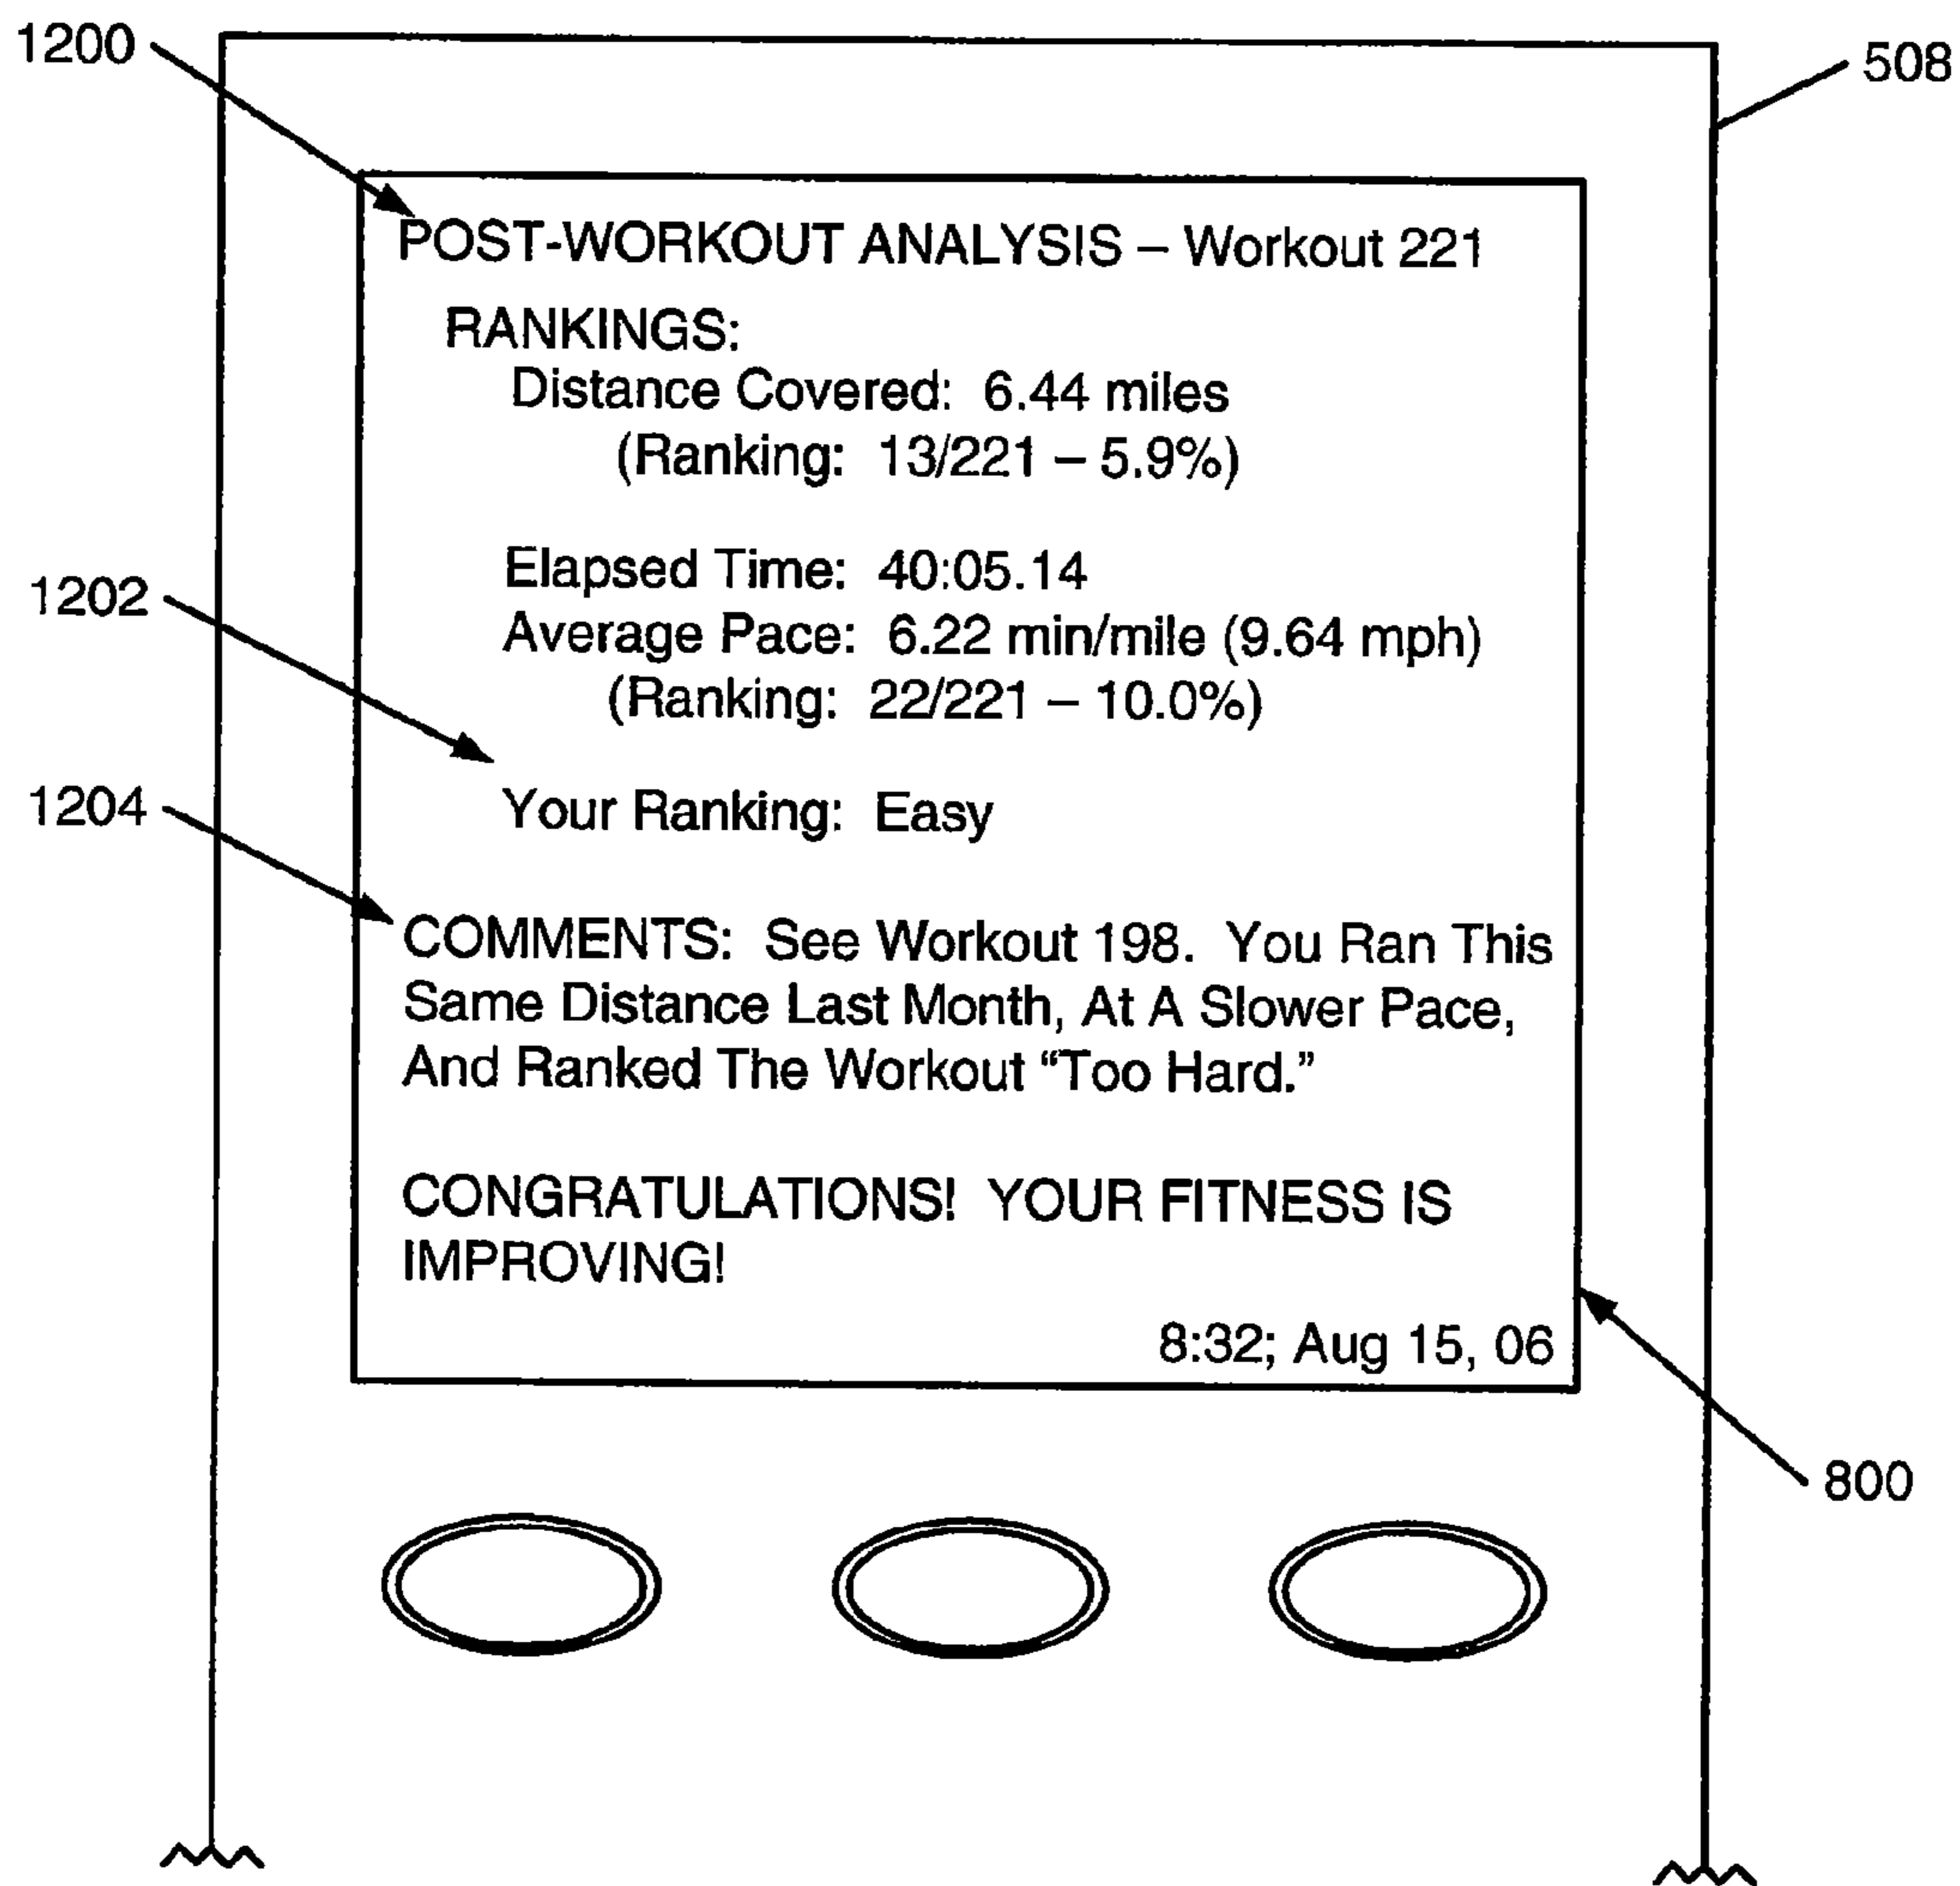 1200
508
POST-WORKOUT ANALYSIS – Workout 221
RANKINGS:
Distance Covered: 6.44 miles
(Ranking: 13/221 – 5.9%)
Elapsed Time: 40:05.14
1202
Average Pace: 6.22 min/mile (9.64 mph)
(Ranking: 22/221 – 10.0%)
1204
Your Ranking: Easy
COMMENTS: See Workout 198. You Ran This
Same Distance Last Month, At A Slower Pace,
And Ranked The Workout “Too Hard.”
CONGRATULATIONS! YOUR FITNESS IS
IMPROVING!
8:32; Aug 15, 06
800